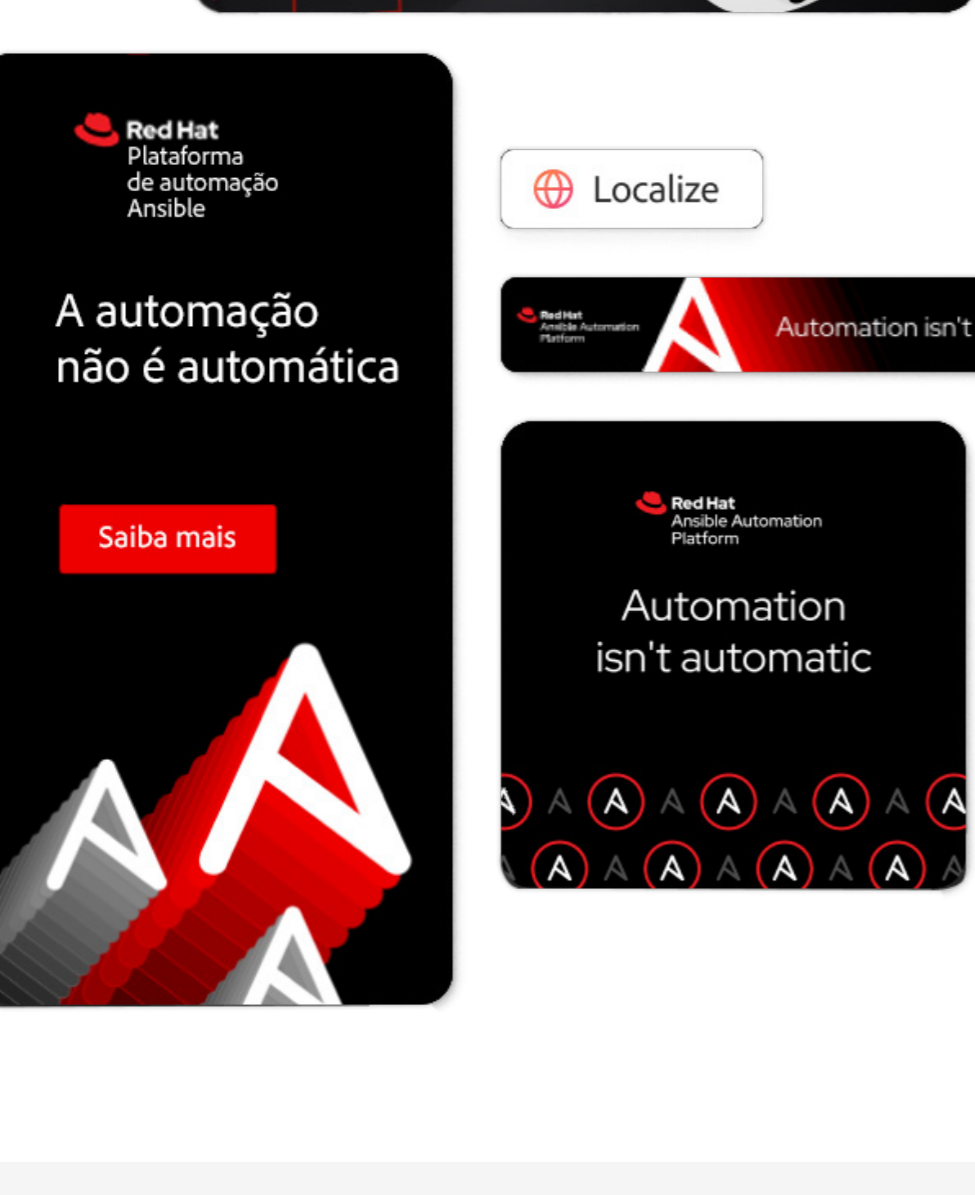 Red Hat
Plataforma
de automação
Ansible
A automação
não é automática
Saiba mais
Localize
Red Hat
Ansible Automation
Platform
Automation isn't
Red Hat
Ansible Automation
Platform
Automation
isn't automatic